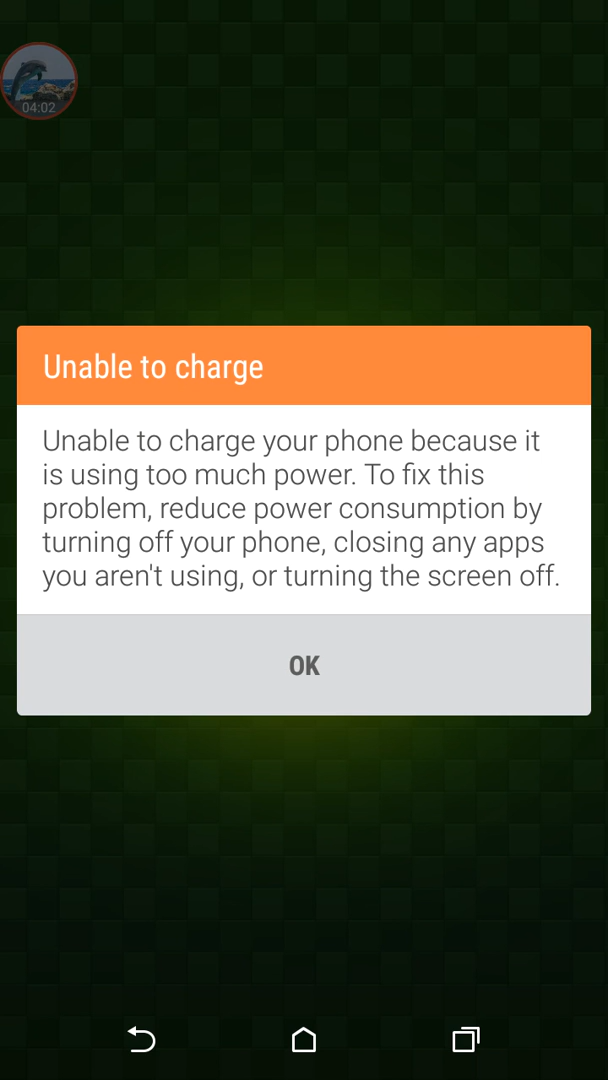 04:02
Unable to charge
Unable to charge your phone because it
is using too much power. To fix this
problem, reduce power consumption by
turning off your phone, closing any apps
you aren't using, or turning the screen off.
OK